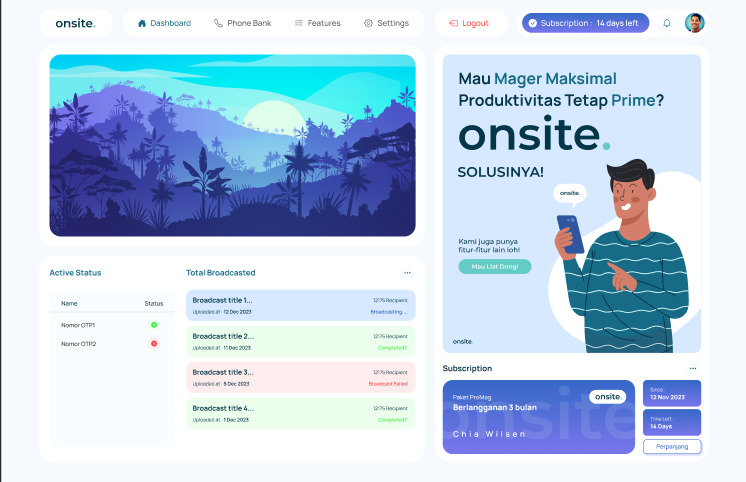 onsite.
Dashboard
Phone Bank
Features
Settings
Logout
Subscription : 14 days left
Mau Mager Maksimal
Produktivitas Tetap Prime?
onsite.
SOLUSINYA!
onsite.
Kami juga punya
fitur-fitur lain loh!
Mau Liat Dong!
onsite.
Active Status
Name Status
Nomor OTP1
Nomor OTP2
Total Broadcasted
Broadcast title 1... 12175 Recipient
Uploaded at - 12 Dec 2023 Broadcasting ...
Broadcast title 2... 12175 Recipient
Uploaded at - 11 Dec 2023 Completed!!
Broadcast title 3... 12175 Recipient
Uploaded at - 5 Dec 2023 Broadcast Failed
Broadcast title 4... 12175 Recipient
Uploaded at - 1 Dec 2023 Completed!!
Subscription
Paket ProMag
onsite.
Berlangganan 3 bulan
onsite
Chia Wilsen
Since :
12 Nov 2023
Time Left :
14 Days
Perpanjang